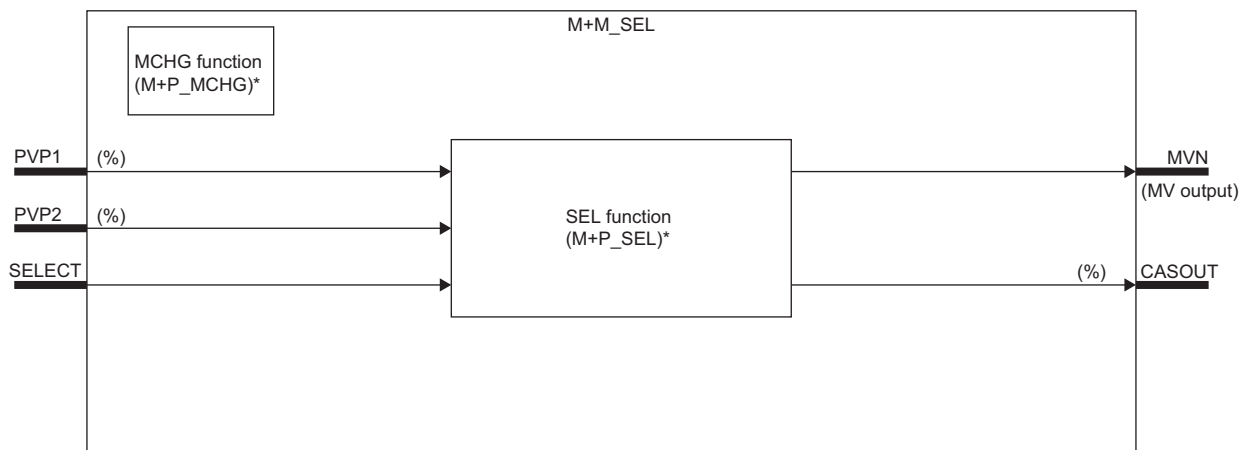 M+M_SEL
MCHG function
(M+P_MCHG)*
PVP1
(%)
MVN
(MV output)
PVP2
(%)
SEL function
(M+P_SEL)*
SELECT
(%)
CASOUT